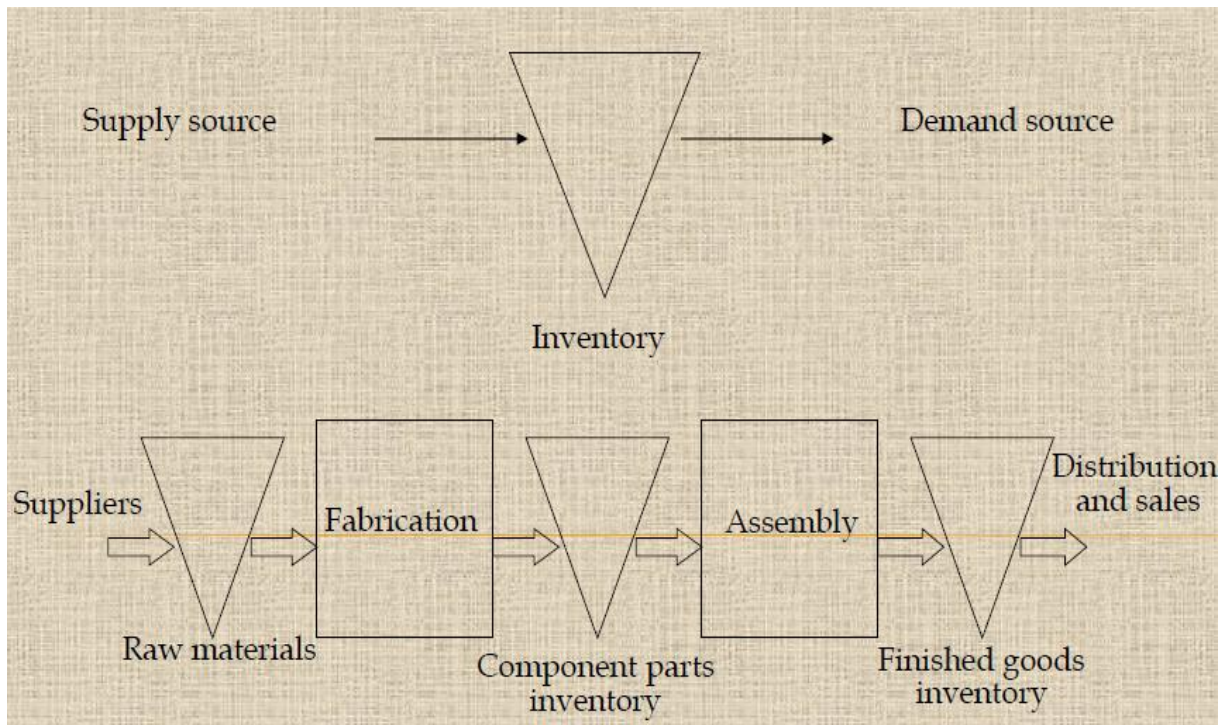 Supply source
Demand source
Inventory
Suppliers
Fabrication
Assembly
Distribution
and sales
Raw materials
Component parts
inventory
Finished goods
inventory